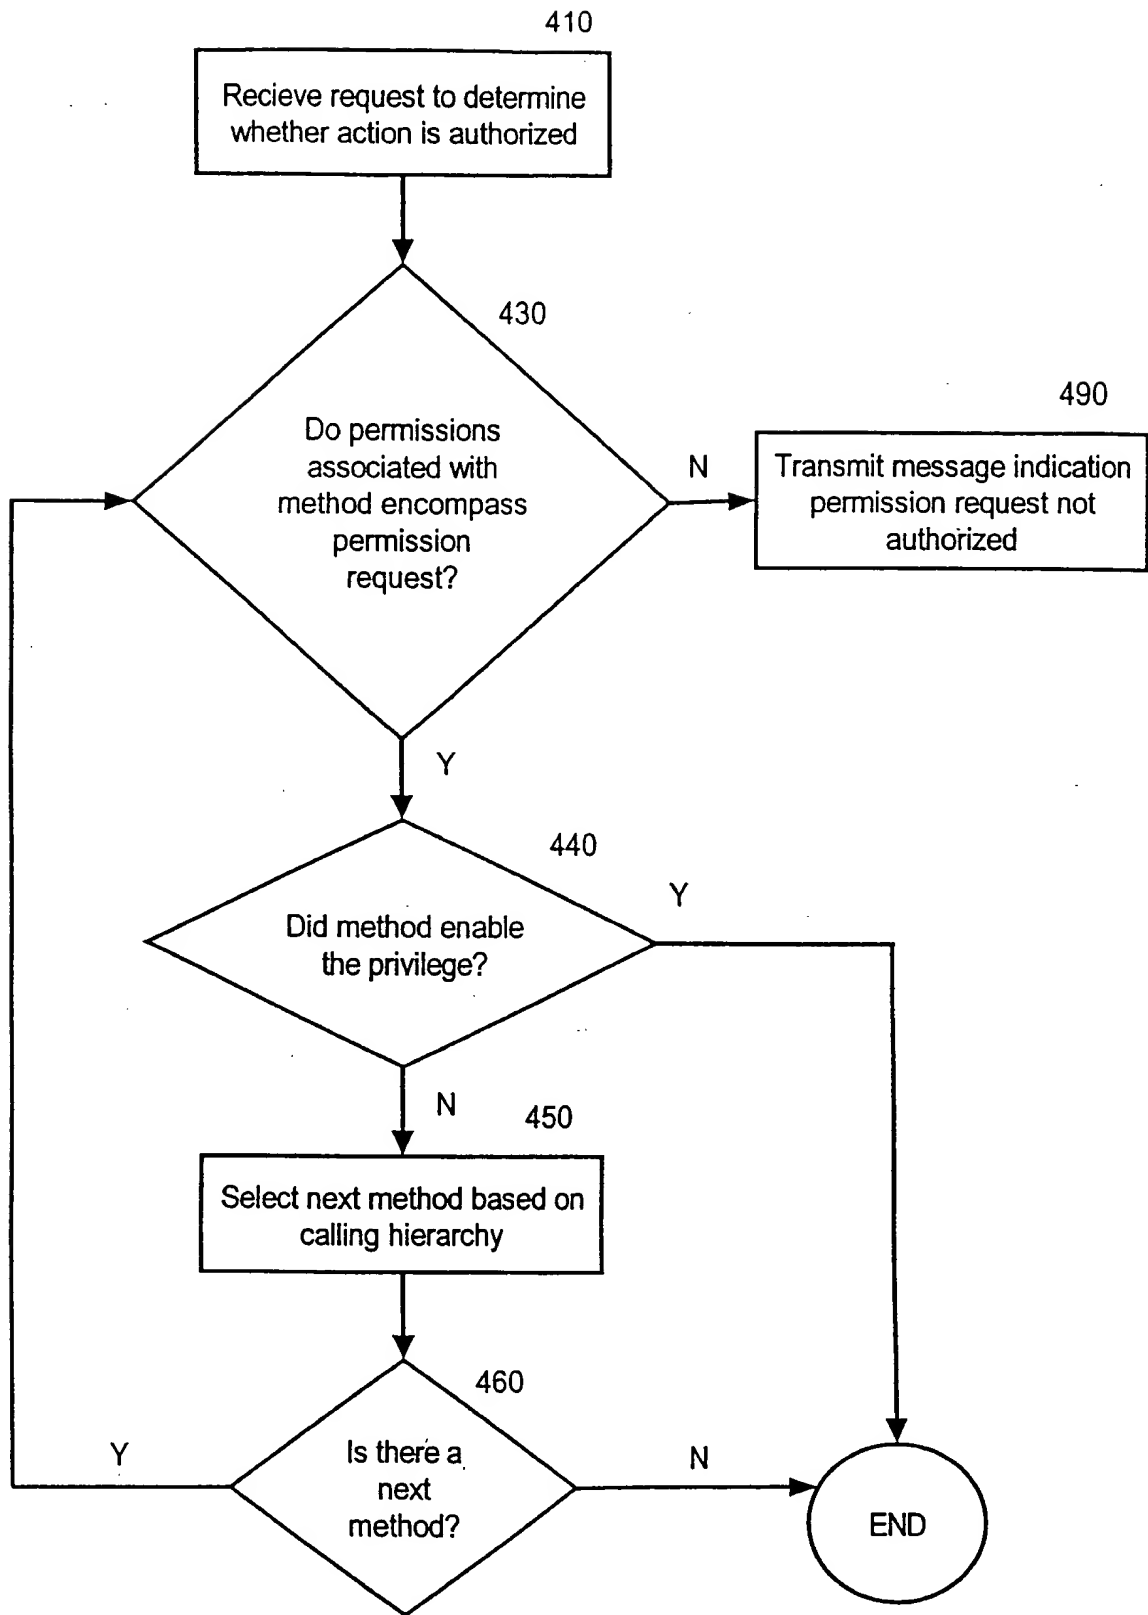 410
Recieve request to determine
whether action is authorized
430
Do permissions
associated with
method encompass
permission
request?
N
490
Transmit message indication
permission request not
authorized
Y
440
Did method enable
the privilege?
Y
N
450
Select next method based on
calling hierarchy
460
Is there a
next
method?
Y
N
END